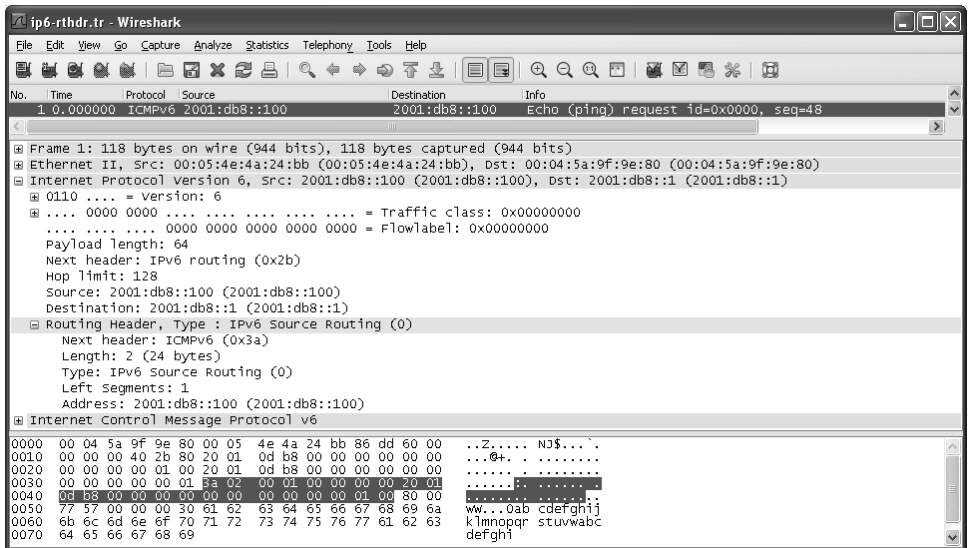 ip6-rthdr.tr - Wireshark
File Edit View Go Capture Analyze Statistics Telephony Tools Help
No. Time Protocol Source Destination Info
1 0.000000 ICMPv6 2001:db8::100 2001:db8::100 Echo (ping) request id=0x0000, seq=48
Frame 1: 118 bytes on wire (944 bits), 118 bytes captured (944 bits)
Ethernet II, Src: 00:05:4e:4a:24:bb (00:05:4e:4a:24:bb), Dst: 00:04:5a:9f:9e:80 (00:04:5a:9f:9e:80)
Internet Protocol Version 6, Src: 2001:db8::100 (2001:db8::100), Dst: 2001:db8::1 (2001:db8::1)
0110 .... = Version: 6
.... 0000 0000 .... .... .... .... .... = Traffic class: 0x00000000
.... .... .... 0000 0000 0000 0000 0000 = Flowlabel: 0x00000000
Payload length: 64
Next header: IPv6 routing (0x2b)
Hop limit: 128
Source: 2001:db8::100 (2001:db8::100)
Destination: 2001:db8::1 (2001:db8::1)
Routing Header, Type : IPv6 Source Routing (0)
Next header: ICMPv6 (0x3a)
Length: 2 (24 bytes)
Type: IPv6 Source Routing (0)
Left Segments: 1
Address: 2001:db8::100 (2001:db8::100)
Internet Control Message Protocol v6
0000 00 04 5a 9f 9e 80 00 05 4e 4a 24 bb 86 dd 60 00 ..Z..... NJ$...`.
0010 00 00 00 40 2b 80 20 01 0d b8 00 00 00 00 00 00 ...@+. . ........
0020 00 00 00 00 01 00 20 01 0d b8 00 00 00 00 00 00 ...... . ........
0030 00 00 00 00 00 01 3a 02 00 01 00 00 00 00 20 01 ......:. ...... .
0040 0d b8 00 00 00 00 00 00 00 00 00 00 01 00 80 00 ........ ........
0050 77 57 00 00 00 30 61 62 63 64 65 66 67 68 69 6a wW...0ab cdefghij
0060 6b 6c 6d 6e 6f 70 71 72 73 74 75 76 77 61 62 63 klmnopqr stuvwabc
0070 64 65 66 67 68 69 defghi